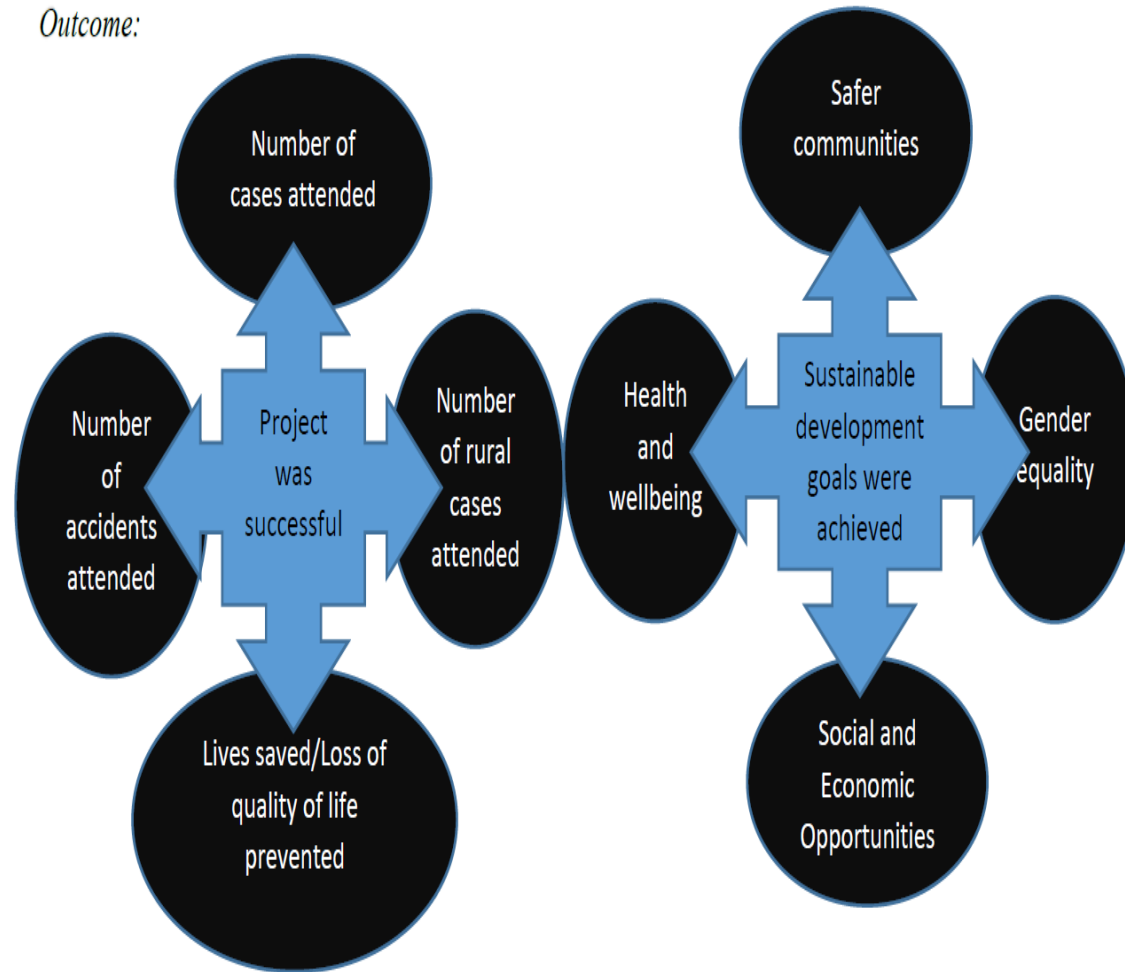 Outcome:
Number of
cases attended
Number
of
accidents
attended
Project
was
successful
Number
of rural
cases
attended
Lives saved/Loss of
quality of life
prevented
Safer
communities
Health
and
wellbeing
Sustainable
development
goals were
achieved
Gender
equality
Social and
Economic
Opportunities